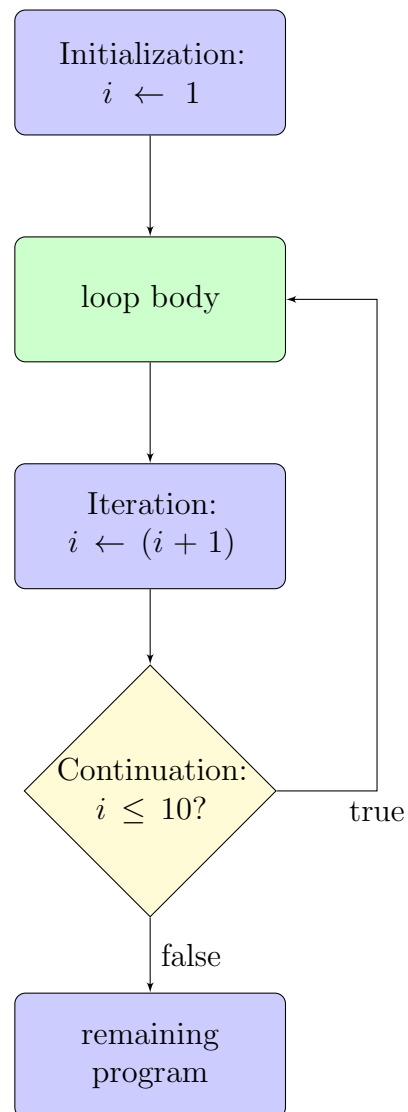 Initialization:
i ← 1
loop body
Iteration:
i ← (i + 1)
Continuation:
i ≤ 10?
true
false
remaining
program